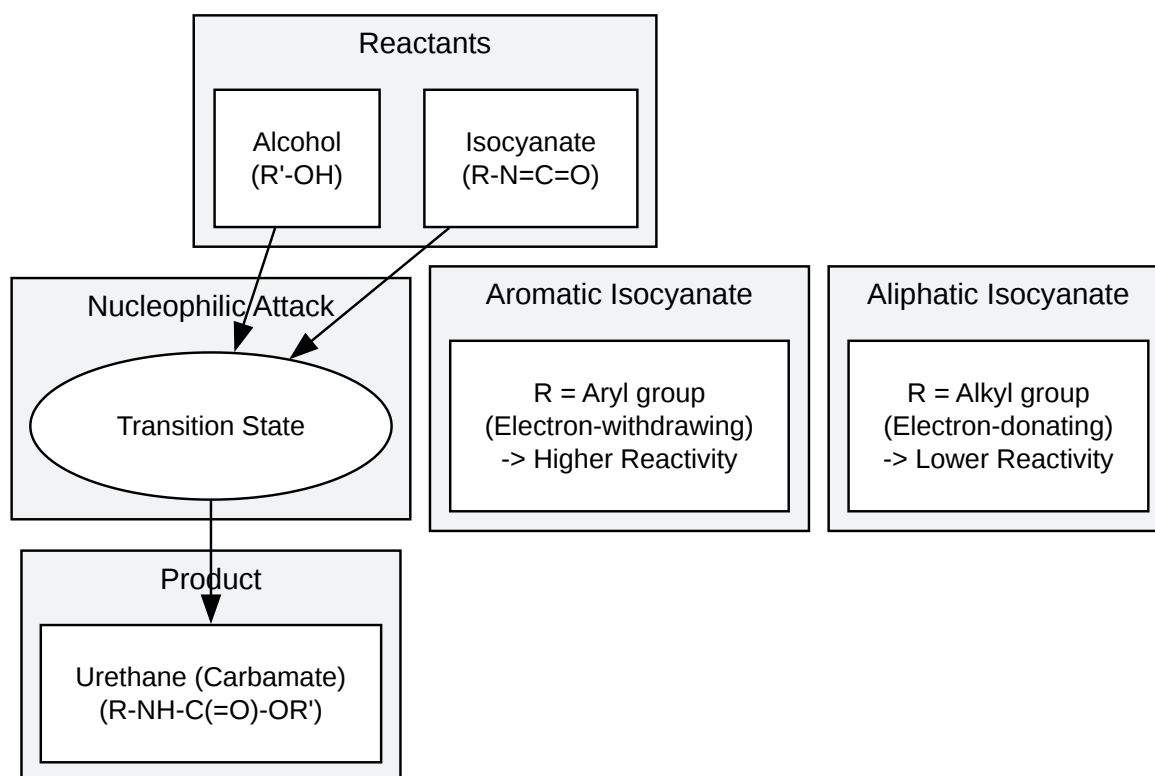 Reactants
Alcohol
(R'-OH)
Isocyanate
(R-N=C=O)
Nucleophilic Attack
Transition State
Aromatic Isocyanate
R = Aryl group
(Electron-withdrawing)
-> Higher Reactivity
Aliphatic Isocyanate
R = Alkyl group
(Electron-donating)
-> Lower Reactivity
Product
Urethane (Carbamate)
(R-NH-C(=O)-OR')